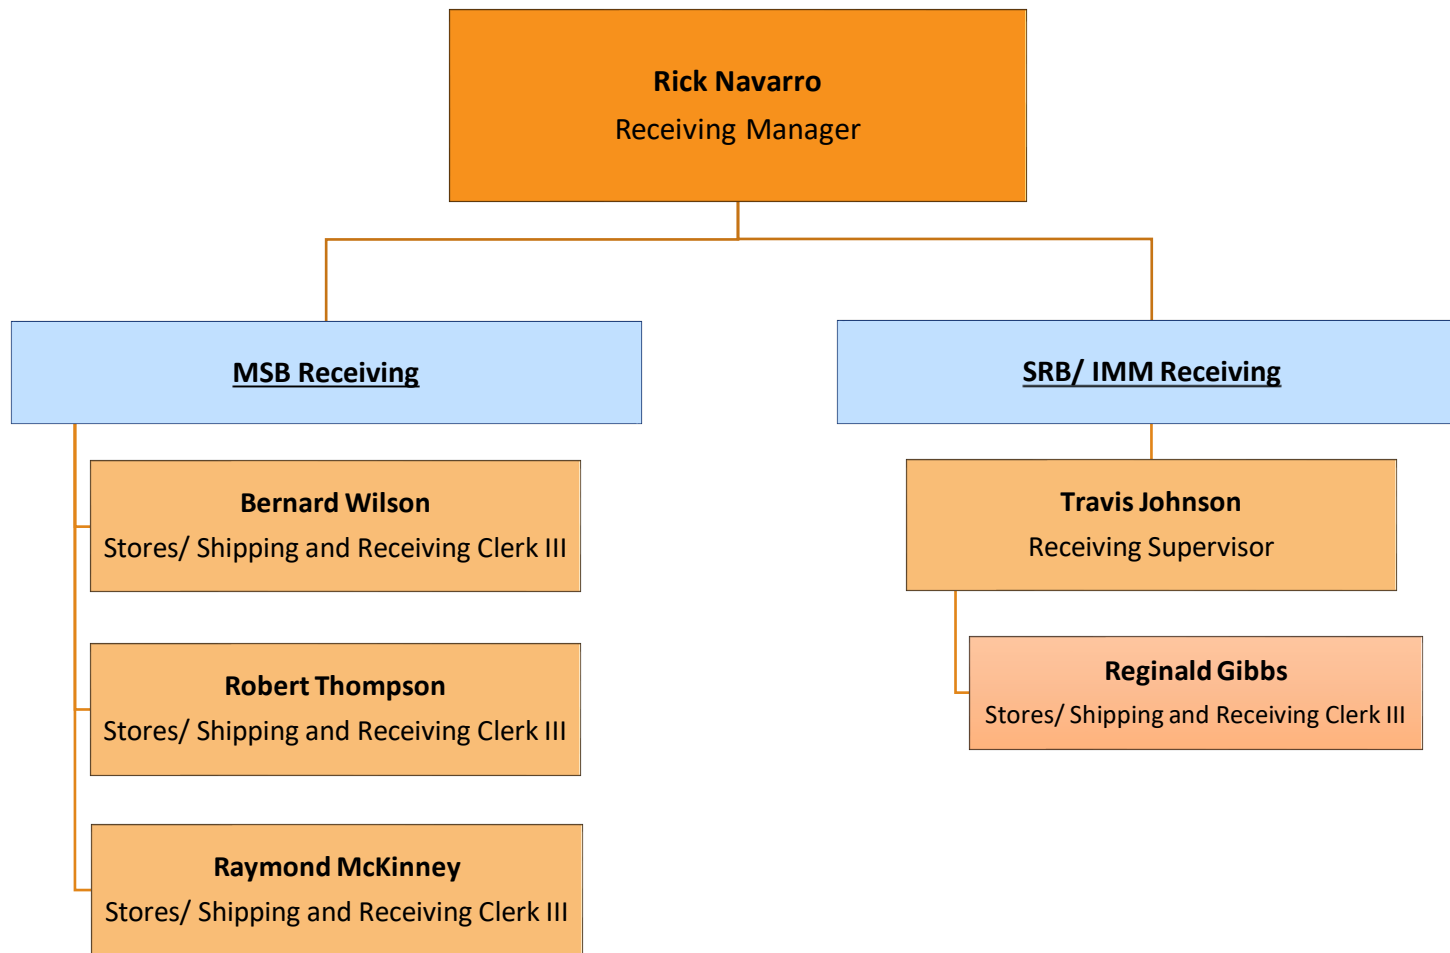 Rick Navarro
Receiving Manager
MSB Receiving
Bernard Wilson
Stores/ Shipping and Receiving Clerk III
Robert Thompson
Stores/ Shipping and Receiving Clerk III
Raymond McKinney
Stores/ Shipping and Receiving Clerk III
SRB/ IMM Receiving
Travis Johnson
Receiving Supervisor
Reginald Gibbs
Stores/ Shipping and Receiving Clerk III